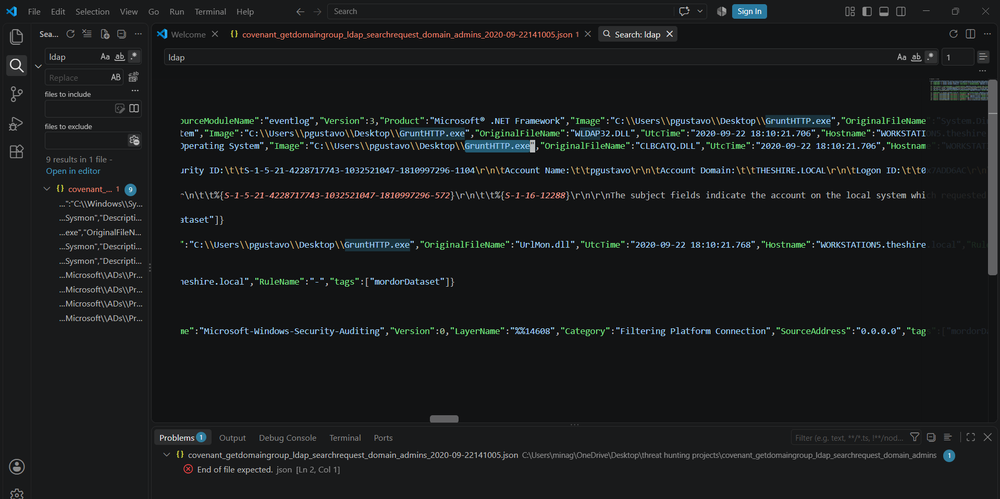 File Edit Selection View Go Run Terminal Help
Search
Sign In
Sea...
Welcome
{} covenant_getdomaingroup_ldap_searchrequest_domain_admins_2020-09-22141005.json 1
Search: ldap
ldap Aa ab .*
Replace AB
files to include
files to exclude
9 results in 1 file -
Open in editor
{} covenant_... 1 9
...":"C:\\Windows\\Sy...
...Sysmon","Descripti...
...exe","OriginalFileN...
...Sysmon","Descripti...
...Sysmon","Descripti...
...Microsoft\\ADs\\Pr...
...Microsoft\\ADs\\Pr...
...Microsoft\\ADs\\Pr...
...Microsoft\\ADs\\Pr...
ldap Aa ab .* 1
ourceModuleName":"eventlog","Version":3,"Product":"Microsoft® .NET Framework","Image":"C:\\Users\\pgustavo\\Desktop\\GruntHTTP.exe","OriginalFileName":"System.Di
tem","Image":"C:\\Users\\pgustavo\\Desktop\\GruntHTTP.exe","OriginalFileName":"WLDAP32.DLL","UtcTime":"2020-09-22 18:10:21.706","Hostname":"WORKSTATION5.theshire
Operating System","Image":"C:\\Users\\pgustavo\\Desktop\\GruntHTTP.exe","OriginalFileName":"CLBCATQ.DLL","UtcTime":"2020-09-22 18:10:21.706","Hostname":"WORKSTAT
urity ID:\t\tS-1-5-21-4228717743-1032521047-1810997296-1104\r\n\tAccount Name:\t\tpgustavo\r\n\tAccount Domain:\t\tTHESHIRE.LOCAL\r\n\tLogon ID:\t\t0x7ADD6AC\r\n
r\n\t\t%{S-1-5-21-4228717743-1032521047-1810997296-572}\r\n\t\t%{S-1-16-12288}\r\n\r\nThe subject fields indicate the account on the local system which requested
ataset"]}
":"C:\\Users\\pgustavo\\Desktop\\GruntHTTP.exe","OriginalFileName":"UrlMon.dll","UtcTime":"2020-09-22 18:10:21.768","Hostname":"WORKSTATION5.theshire.local","Rul
heshire.local","RuleName":"-","tags":["mordorDataset"]}
me":"Microsoft-Windows-Security-Auditing","Version":0,"LayerName":"%%14608","Category":"Filtering Platform Connection","SourceAddress":"0.0.0.0","tags":["mordorDa
Problems 1 Output Debug Console Terminal Ports
Filter (e.g. text, **/*.ts, !**/nod...
{} covenant_getdomaingroup_ldap_searchrequest_domain_admins_2020-09-22141005.json C:\Users\minag\OneDrive\Desktop\threat hunting projects\covenant_getdomaingroup_ldap_searchrequest_domain_admins 1
End of file expected. json [Ln 2, Col 1]